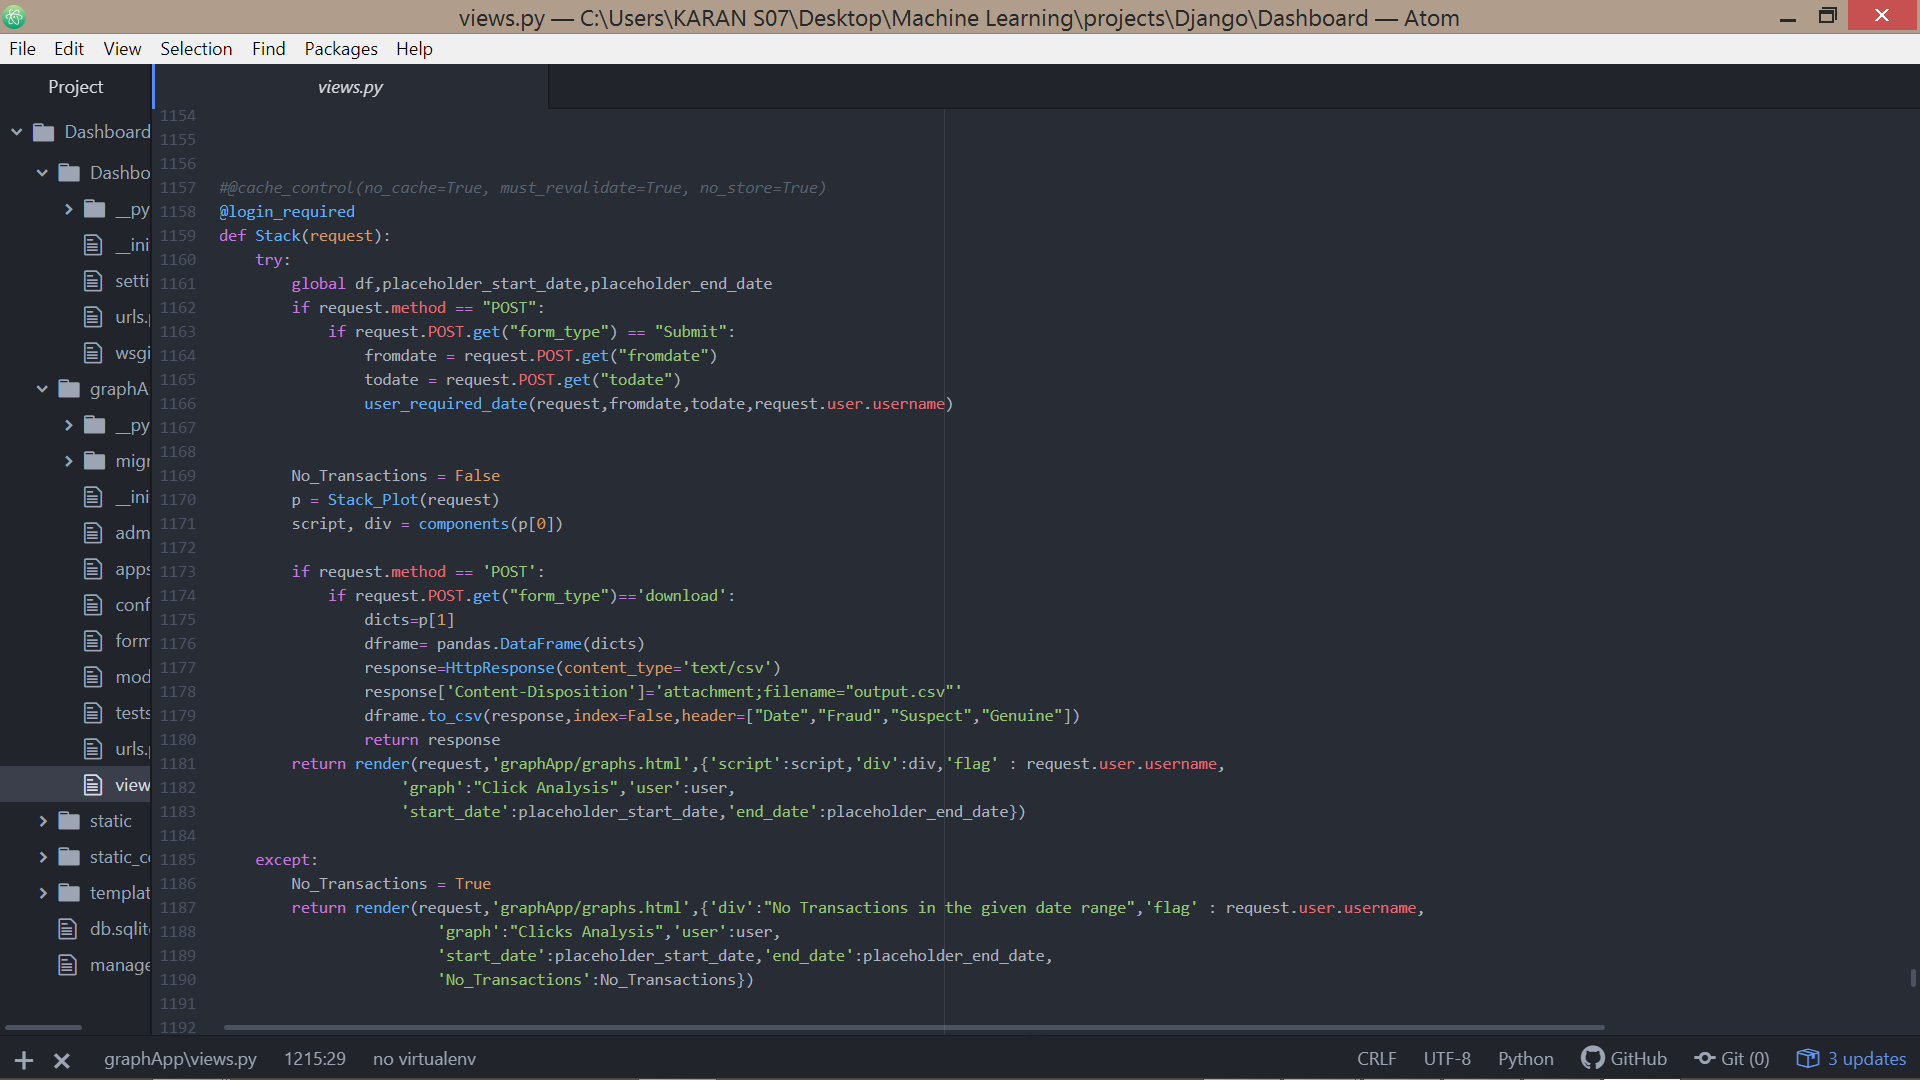 views.py — C:\Users\KARAN S07\Desktop\Machine Learning\projects\Django\Dashboard — Atom
File Edit View Selection Find Packages Help
Project
views.py
Dashboard
Dashbo
__py
__ini
setti
urls.
wsgi
graphA
__py
migr
__ini
adm
apps
conf
form
mod
tests
urls.
view
static
static_c
templat
db.sqlit
manage
1154
1155
1156
1157 #@cache_control(no_cache=True, must_revalidate=True, no_store=True)
1158 @login_required
1159 def Stack(request):
1160     try:
1161         global df,placeholder_start_date,placeholder_end_date
1162         if request.method == "POST":
1163             if request.POST.get("form_type") == "Submit":
1164                 fromdate = request.POST.get("fromdate")
1165                 todate = request.POST.get("todate")
1166                 user_required_date(request,fromdate,todate,request.user.username)
1167
1168
1169         No_Transactions = False
1170         p = Stack_Plot(request)
1171         script, div = components(p[0])
1172
1173         if request.method == 'POST':
1174             if request.POST.get("form_type")=='download':
1175                 dicts=p[1]
1176                 dframe= pandas.DataFrame(dicts)
1177                 response=HttpResponse(content_type='text/csv')
1178                 response['Content-Disposition']='attachment;filename="output.csv"'
1179                 dframe.to_csv(response,index=False,header=["Date","Fraud","Suspect","Genuine"])
1180                 return response
1181         return render(request,'graphApp/graphs.html',{'script':script,'div':div,'flag' : request.user.username,
1182                     'graph':"Click Analysis",'user':user,
1183                     'start_date':placeholder_start_date,'end_date':placeholder_end_date})
1184
1185     except:
1186         No_Transactions = True
1187         return render(request,'graphApp/graphs.html',{'div':"No Transactions in the given date range",'flag' : request.user.username,
1188                         'graph':"Clicks Analysis",'user':user,
1189                         'start_date':placeholder_start_date,'end_date':placeholder_end_date,
1190                         'No_Transactions':No_Transactions})
1191
1192
graphApp\views.py 1215:29 no virtualenv CRLF UTF-8 Python GitHub Git (0) 3 updates